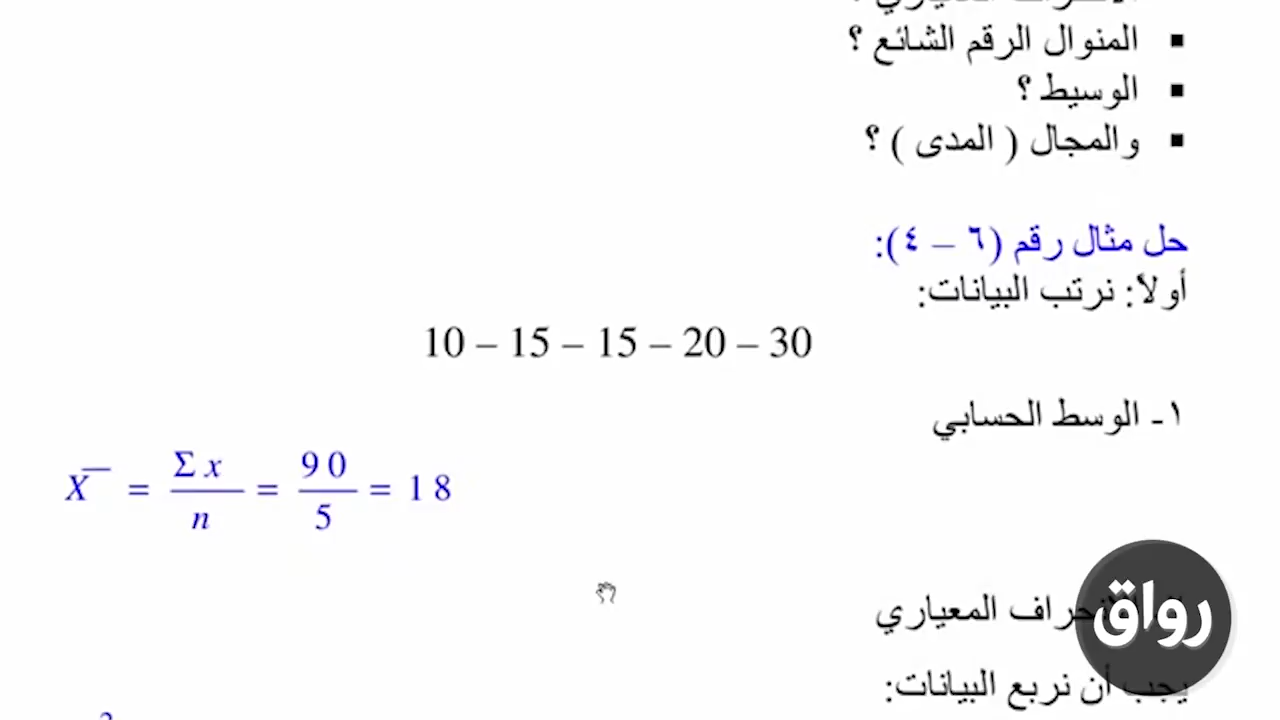 المنوال الرقم الشائع ؟
الوسيط ؟
والمجال ( المدى ) ؟
حل مثال رقم (٦ – ٤):
أولاً: نرتب البيانات:
10 – 15 – 15 – 20 – 30
١- الوسط الحسابي
X̄ = Σx / n = 90 / 5 = 18
الانحراف المعياري
يجب أن نربع البيانات:
رواق